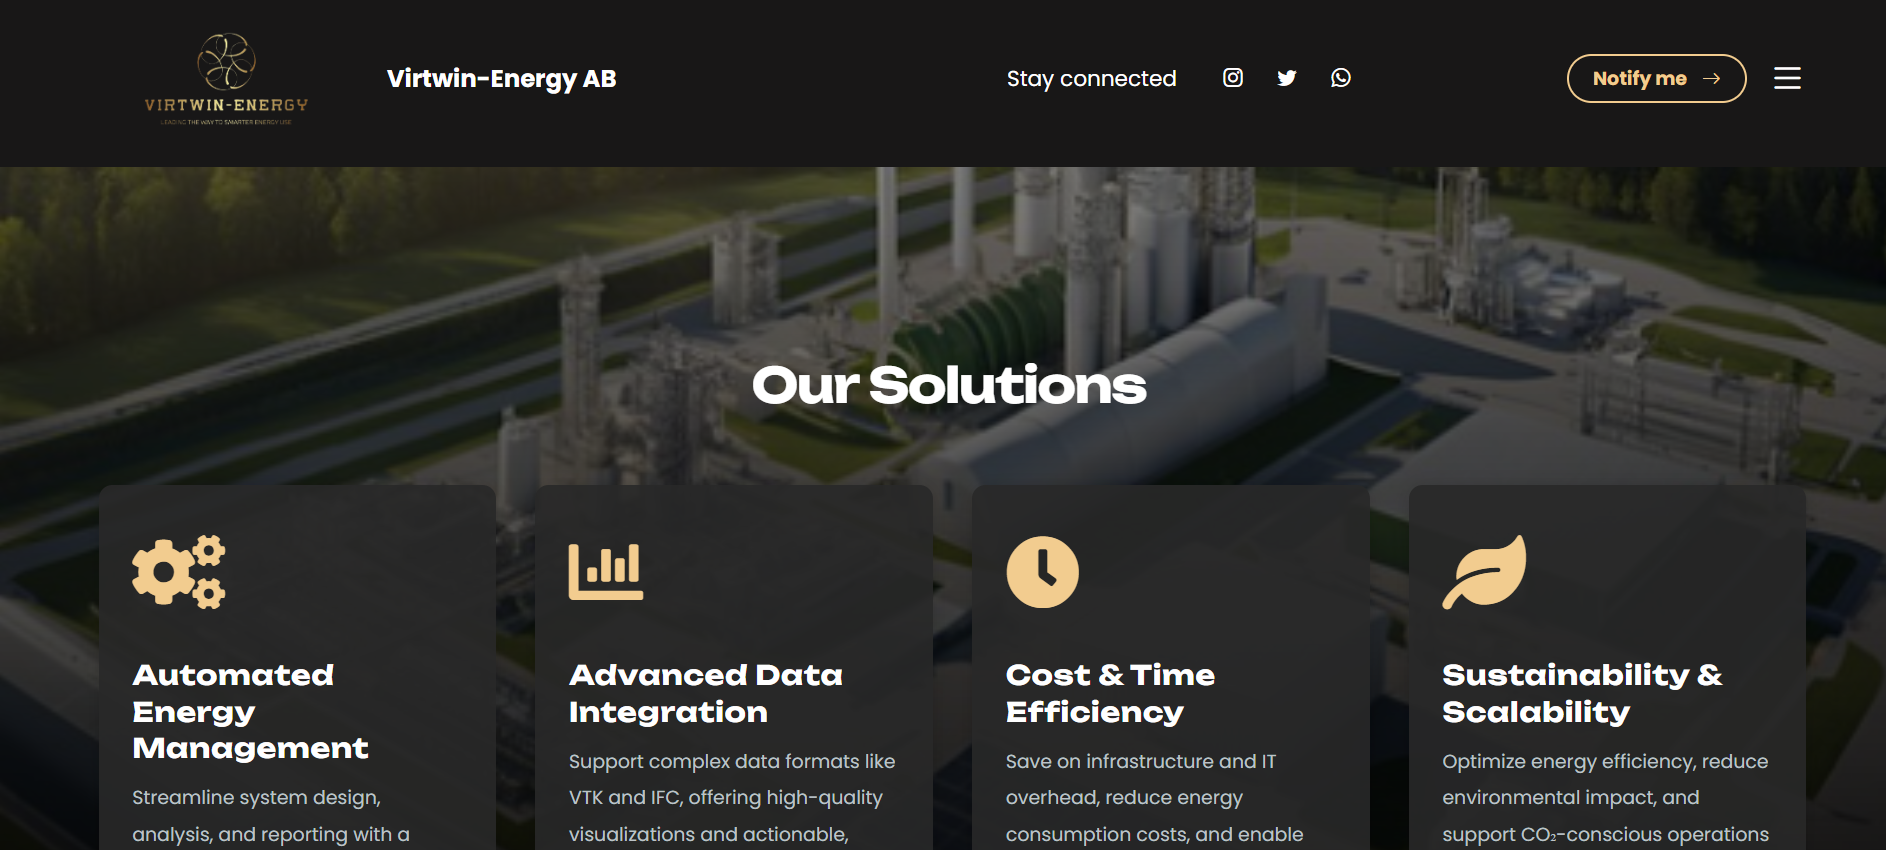 VIRTWIN-ENERGY
LEADING THE WAY TO SMARTER ENERGY USE
Virtwin-Energy AB
Stay connected
Notify me
Our Solutions
Automated
Energy
Management
Streamline system design,
analysis, and reporting with a
Advanced Data
Integration
Support complex data formats like
VTK and IFC, offering high-quality
visualizations and actionable,
Cost & Time
Efficiency
Save on infrastructure and IT
overhead, reduce energy
consumption costs, and enable
Sustainability &
Scalability
Optimize energy efficiency, reduce
environmental impact, and
support CO₂-conscious operations